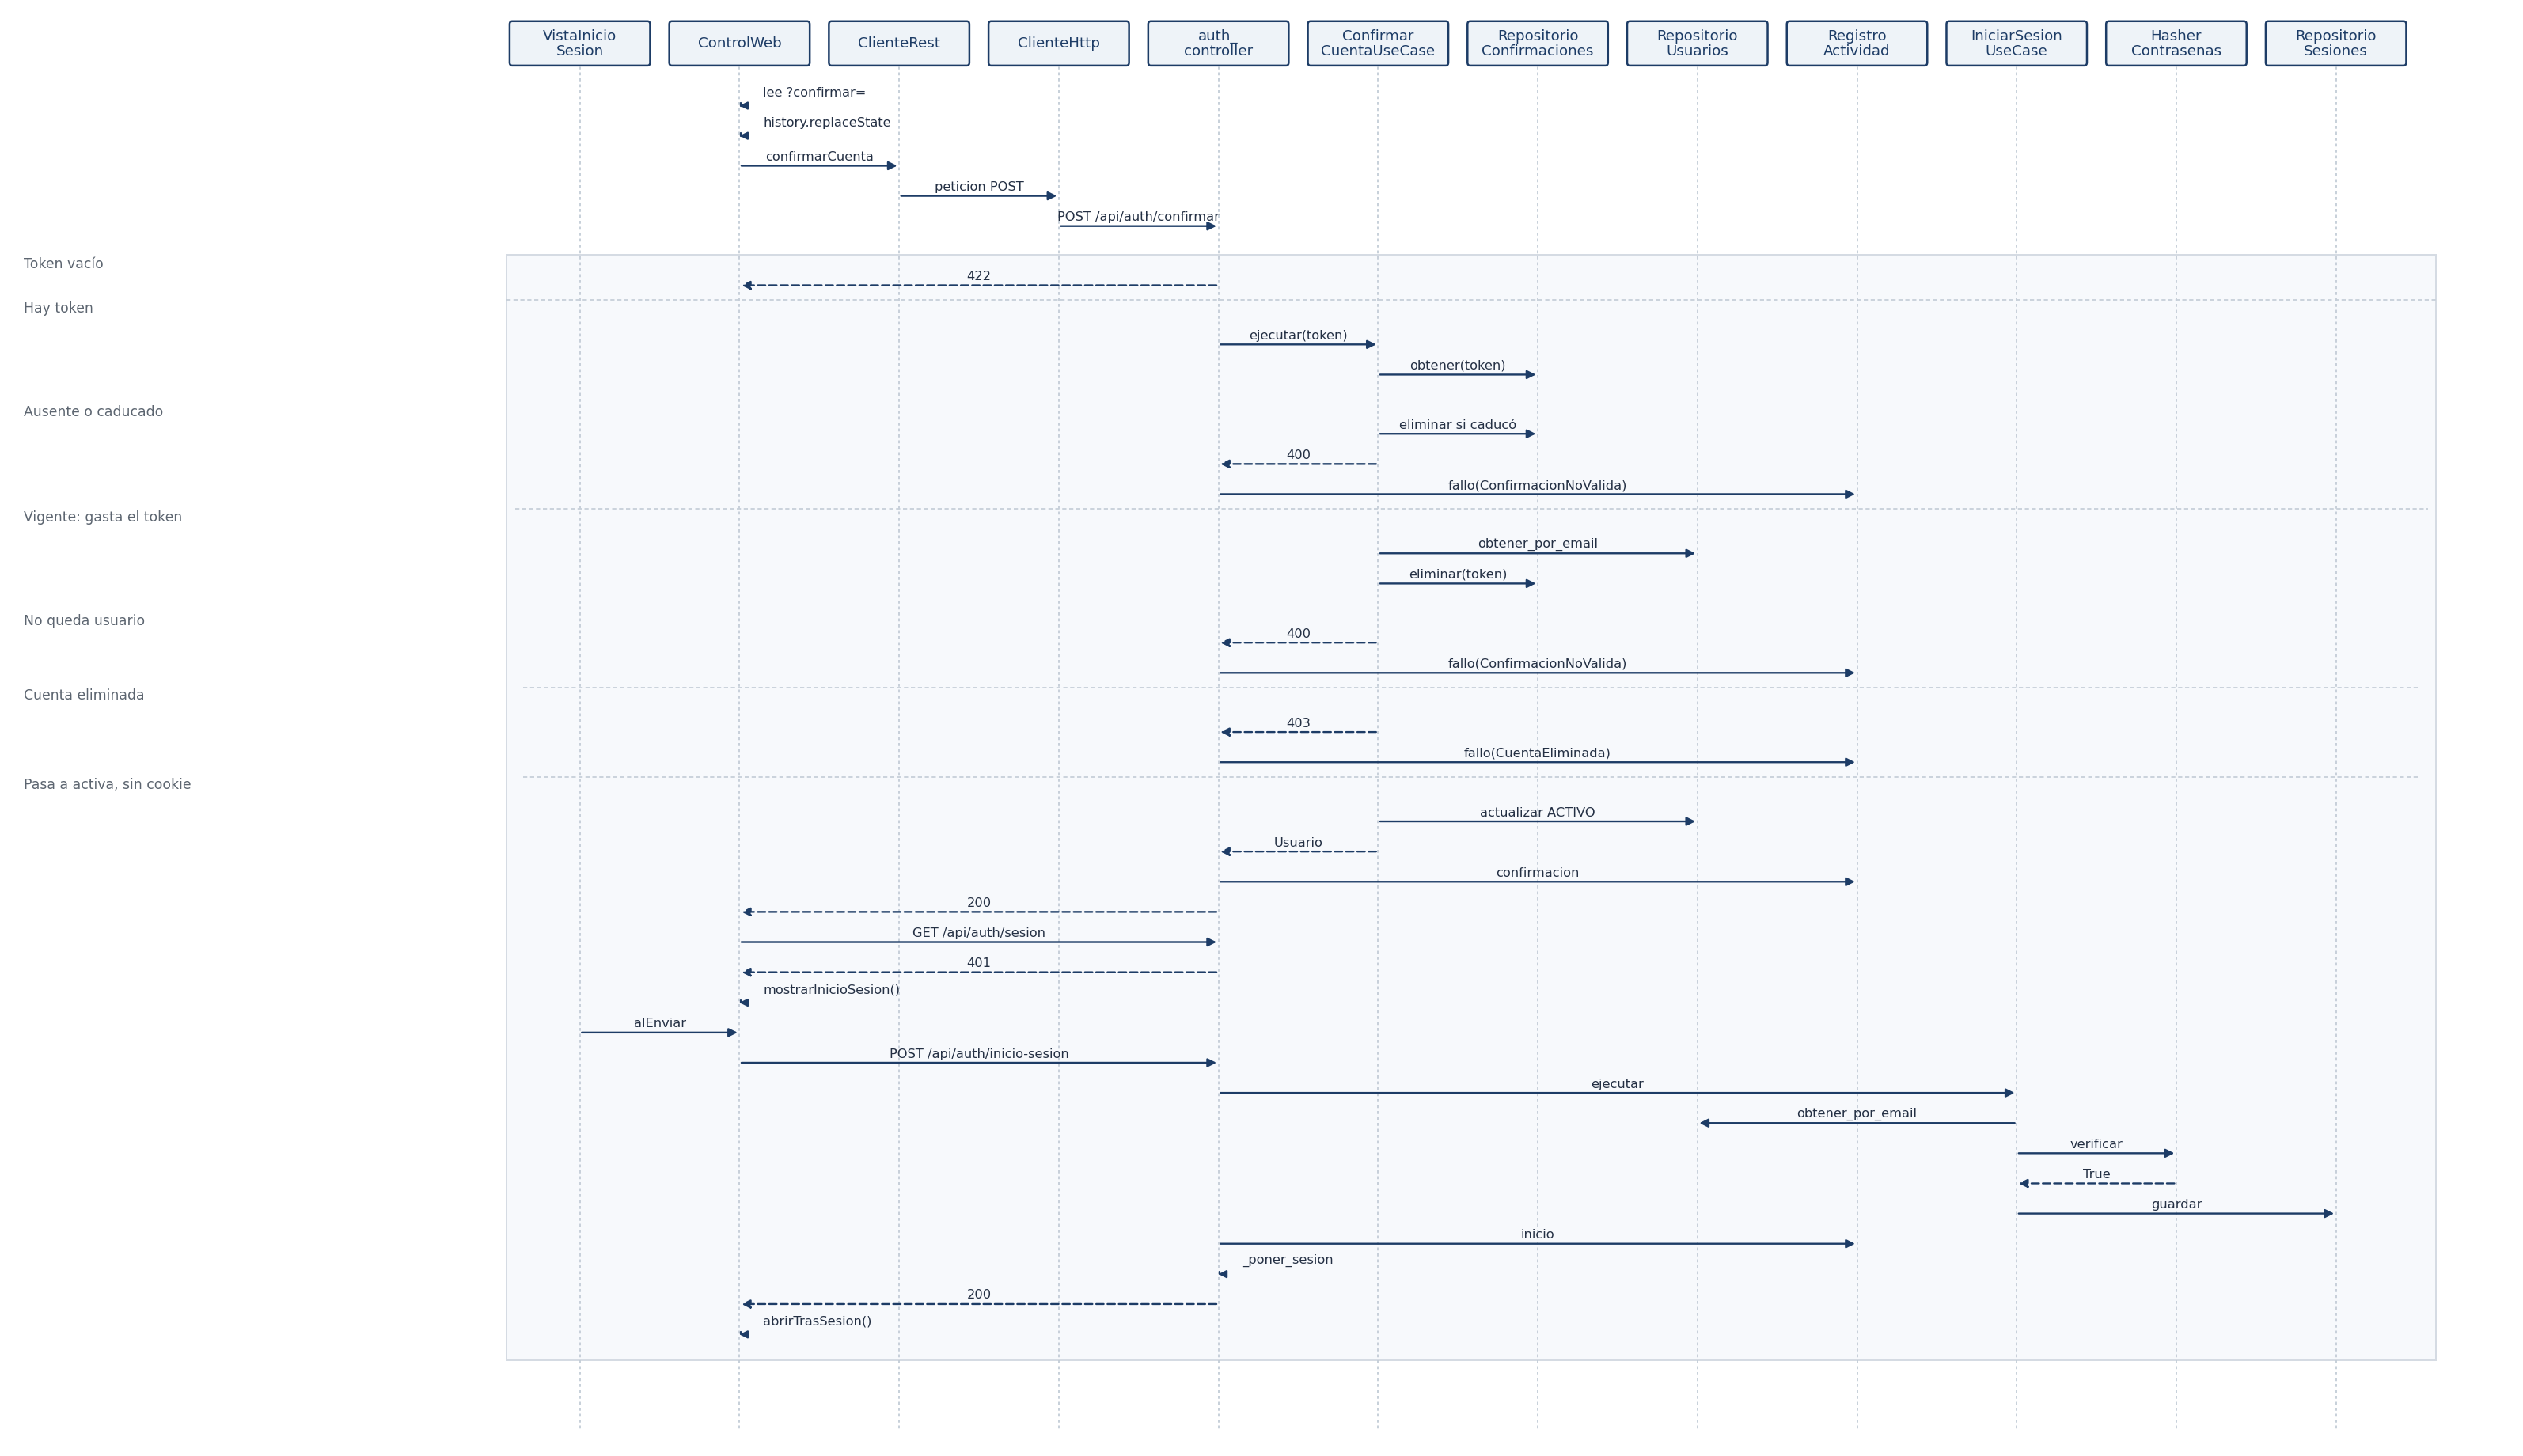 VistaInicio
Sesion
ControlWeb
ClienteRest
ClienteHttp
auth_
controller
Confirmar
CuentaUseCase
Repositorio
Confirmaciones
Repositorio
Usuarios
Registro
Actividad
IniciarSesion
UseCase
Hasher
Contrasenas
Repositorio
Sesiones
lee ?confirmar=
history.replaceState
confirmarCuenta
peticion POST
POST /api/auth/confirmar
Token vacío
422
Hay token
ejecutar(token)
obtener(token)
Ausente o caducado
eliminar si caducó
400
fallo(ConfirmacionNoValida)
Vigente: gasta el token
obtener_por_email
eliminar(token)
No queda usuario
400
fallo(ConfirmacionNoValida)
Cuenta eliminada
403
fallo(CuentaEliminada)
Pasa a activa, sin cookie
actualizar ACTIVO
Usuario
confirmacion
200
GET /api/auth/sesion
401
mostrarInicioSesion()
alEnviar
POST /api/auth/inicio-sesion
ejecutar
obtener_por_email
verificar
True
guardar
inicio
_poner_sesion
200
abrirTrasSesion()